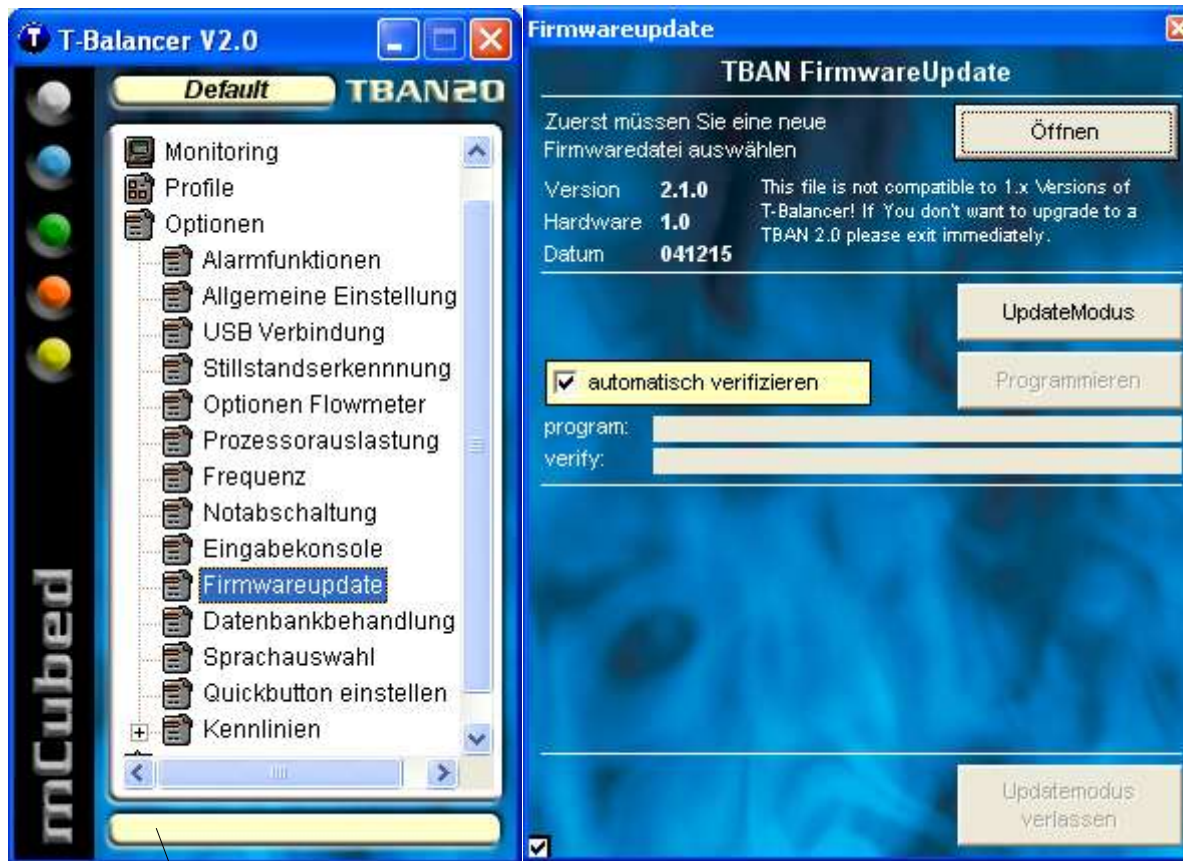 T-Balancer V2.0
Default
TBAN20
Monitoring
Profile
Optionen
Alarmfunktionen
Allgemeine Einstellung
USB Verbindung
Stillstandserkennnung
Optionen Flowmeter
Prozessorauslastung
Frequenz
Notabschaltung
Eingabekonsole
Firmwareupdate
Datenbankbehandlung
Sprachauswahl
Quickbutton einstellen
Kennlinien
mCubed
Firmwareupdate
TBAN FirmwareUpdate
Zuerst müssen Sie eine neue
Firmwaredatei auswählen
Öffnen
Version 2.1.0
Hardware 1.0
Datum 041215
This file is not compatible to 1.x Versions of
T-Balancer! If You don't want to upgrade to a
TBAN 2.0 please exit immediately.
UpdateModus
automatisch verifizieren
Programmieren
program:
verify:
Updatemodus
verlassen